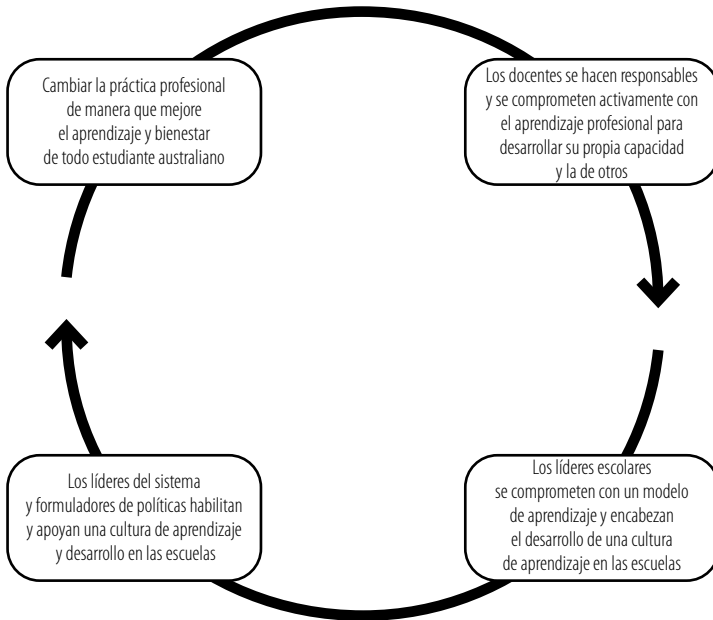 Cambiar la práctica profesional
de manera que mejore
el aprendizaje y bienestar
de todo estudiante australiano
Los docentes se hacen responsables
y se comprometen activamente con
el aprendizaje profesional para
desarrollar su propia capacidad
y la de otros
Los líderes del sistema
y formuladores de políticas habilitan
y apoyan una cultura de aprendizaje
y desarrollo en las escuelas
Los líderes escolares
se comprometen con un modelo
de aprendizaje y encabezan
el desarrollo de una cultura
de aprendizaje en las escuelas